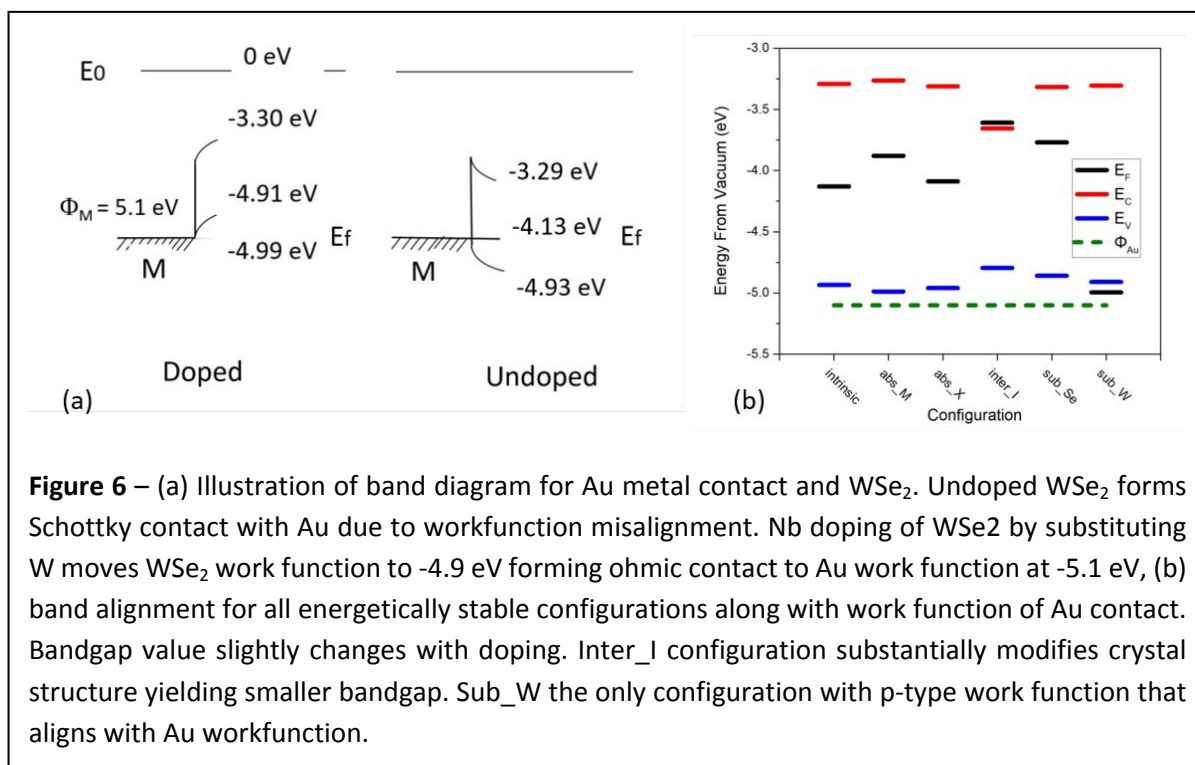 E0
0 eV
-3.30 eV
-3.29 eV
ΦM = 5.1 eV
-4.91 eV
-4.13 eV
Ef
Ef
-4.99 eV
M
M
-4.93 eV
Doped
Undoped
(a)
-3.0
-3.5
-4.0
-4.5
-5.0
-5.5
Energy From Vacuum (eV)
EF
EC
EV
ΦAu
intrinsic
abs_M
abs_X
inter_I
sub_Se
sub_W
Configuration
(b)
Figure 6 – (a) Illustration of band diagram for Au metal contact and WSe2. Undoped WSe2 forms
Schottky contact with Au due to workfunction misalignment. Nb doping of WSe2 by substituting
W moves WSe2 work function to -4.9 eV forming ohmic contact to Au work function at -5.1 eV, (b)
band alignment for all energetically stable configurations along with work function of Au contact.
Bandgap value slightly changes with doping. Inter_I configuration substantially modifies crystal
structure yielding smaller bandgap. Sub_W the only configuration with p-type work function that
aligns with Au workfunction.